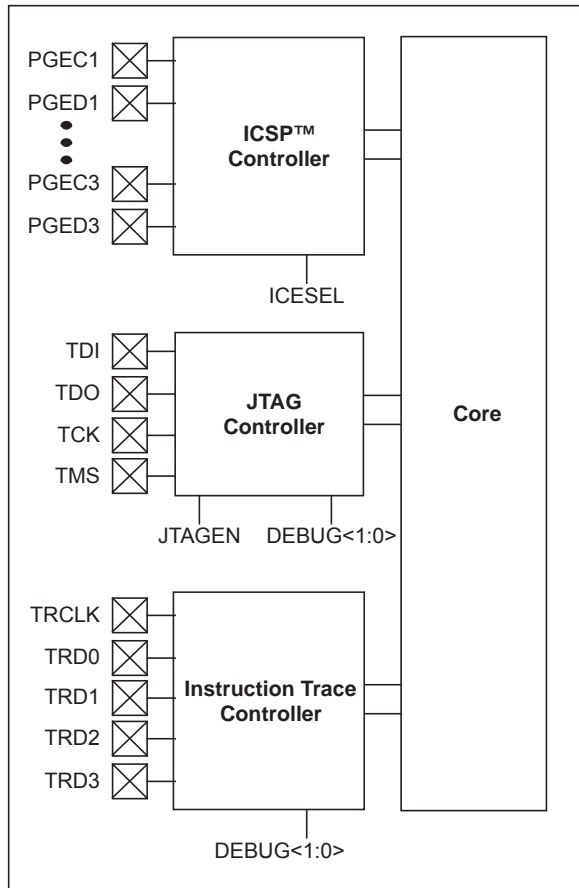 PGEC1
PGED1
PGEC3
PGED3
ICSP™
Controller
ICESEL
TDI
TDO
TCK
TMS
JTAG
Controller
JTAGEN
DEBUG<1:0>
Core
TRCLK
TRD0
TRD1
TRD2
TRD3
Instruction Trace
Controller
DEBUG<1:0>